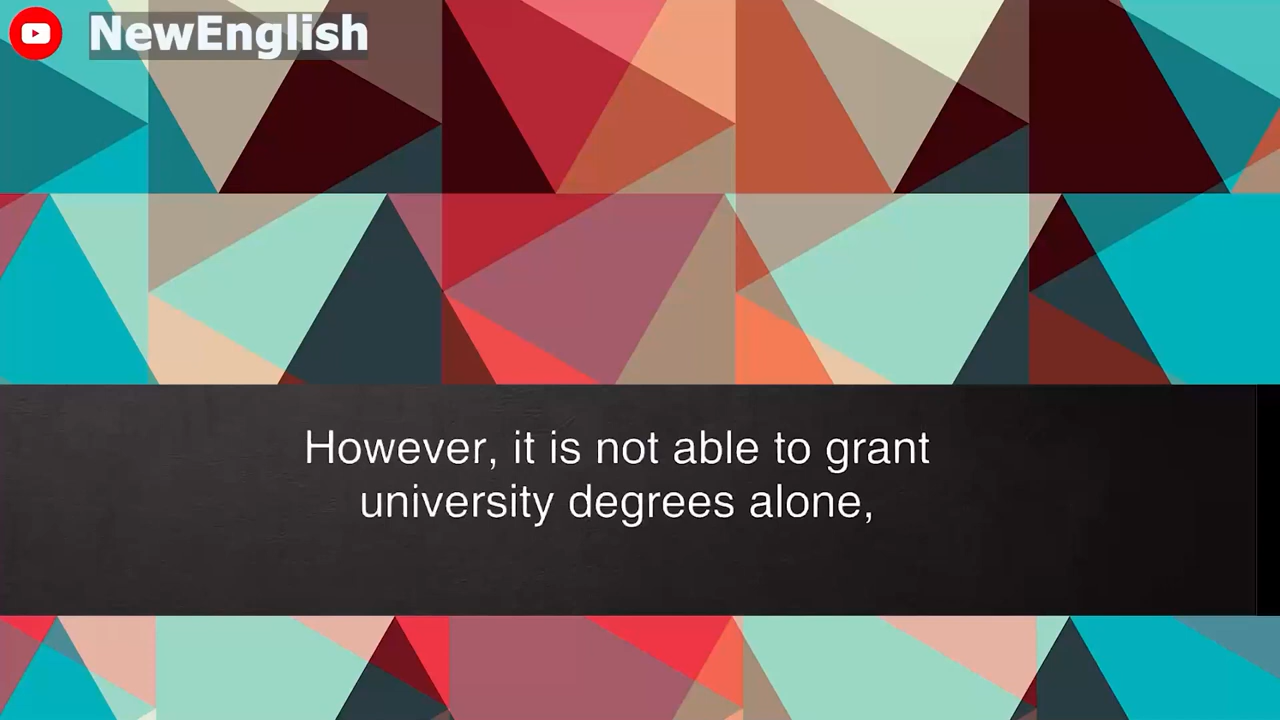 NewEnglish
However, it is not able to grant
university degrees alone,